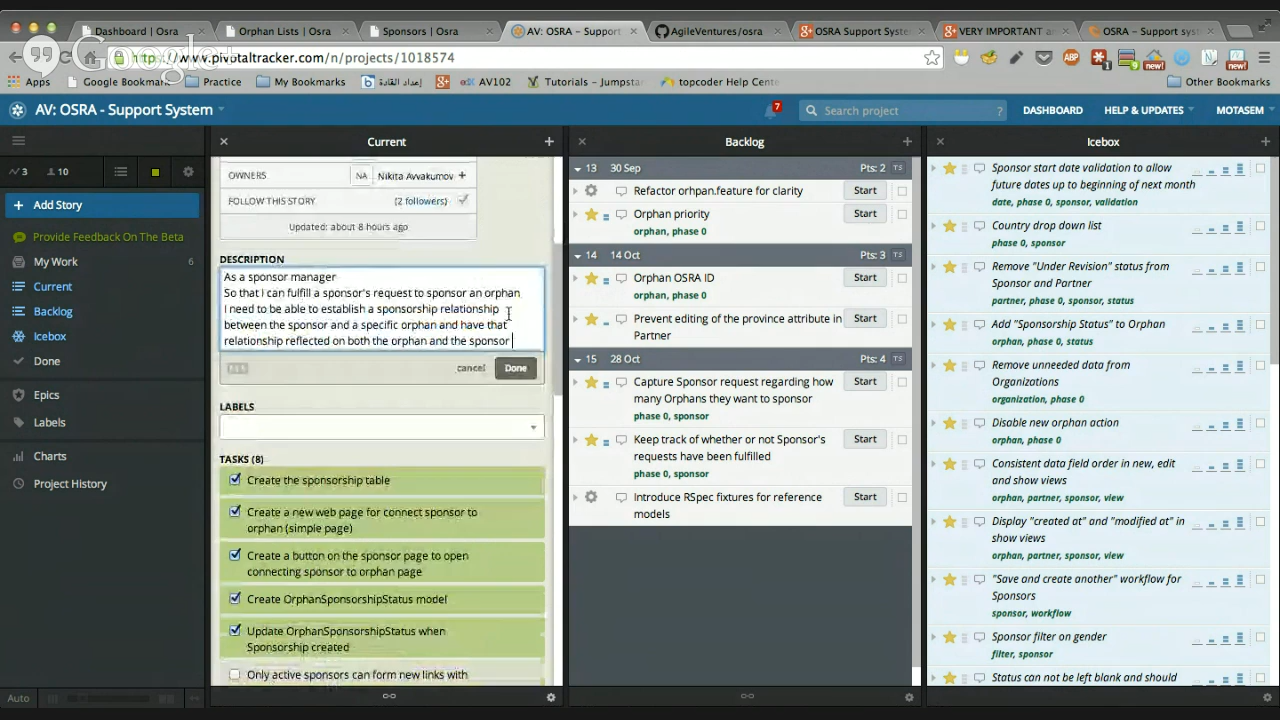 Dashboard | Osra
Orphan Lists | Osra
Sponsors | Osra
AV: OSRA - Support
AgileVentures/osra
OSRA Support Syste
VERY IMPORTANT a
OSRA – Support syst
Google+
https://www.pivotaltracker.com/n/projects/1018574
Apps
Google Bookmark
Practice
My Bookmarks
إعداد القادة
αX AV102
Tutorials - Jumpsta
topcoder Help Cente
Other Bookmarks
AV: OSRA - Support System
7
Search project
?
DASHBOARD
HELP & UPDATES
MOTASEM
3
10
Add Story
Provide Feedback On The Beta
My Work
6
Current
Backlog
Icebox
Done
Epics
Labels
Charts
Project History
Auto
Current
OWNERS
NA
Nikita Avvakumov +
FOLLOW THIS STORY
(2 followers)
Updated: about 8 hours ago
DESCRIPTION
As a sponsor manager
So that I can fulfill a sponsor's request to sponsor an orphan
I need to be able to establish a sponsorship relationship
between the sponsor and a specific orphan and have that
relationship reflected on both the orphan and the sponsor
cancel
Done
LABELS
TASKS (8)
Create the sponsorship table
Create a new web page for connect sponsor to
orphan (simple page)
Create a button on the sponsor page to open
connecting sponsor to orphan page
Create OrphanSponsorshipStatus model
Update OrphanSponsorshipStatus when
Sponsorship created
Only active sponsors can form new links with
Backlog
13 30 Sep Pts: 2 TS
Refactor orhpan.feature for clarity Start
Orphan priority Start
orphan, phase 0
14 14 Oct Pts: 3 TS
Orphan OSRA ID Start
orphan, phase 0
Prevent editing of the province attribute in Start
Partner
15 28 Oct Pts: 4 TS
Capture Sponsor request regarding how Start
many Orphans they want to sponsor
phase 0, sponsor
Keep track of whether or not Sponsor's Start
requests have been fulfilled
phase 0, sponsor
Introduce RSpec fixtures for reference Start
models
Icebox
Sponsor start date validation to allow
future dates up to beginning of next month
date, phase 0, sponsor, validation
Country drop down list
phase 0, sponsor
Remove "Under Revision" status from
Sponsor and Partner
partner, phase 0, sponsor, status
Add "Sponsorship Status" to Orphan
orphan, phase 0, status
Remove unneeded data from
Organizations
organization, phase 0
Disable new orphan action
orphan, phase 0
Consistent data field order in new, edit
and show views
orphan, partner, sponsor, view
Display "created at" and "modified at" in
show views
orphan, partner, sponsor, view
"Save and create another" workflow for
Sponsors
sponsor, workflow
Sponsor filter on gender
filter, sponsor
Status can not be left blank and should